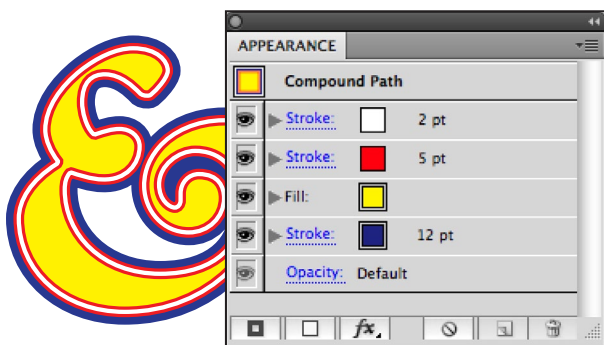 APPEARANCE
Compound Path
Stroke: 2 pt
Stroke: 5 pt
Fill:
Stroke: 12 pt
Opacity: Default
fx